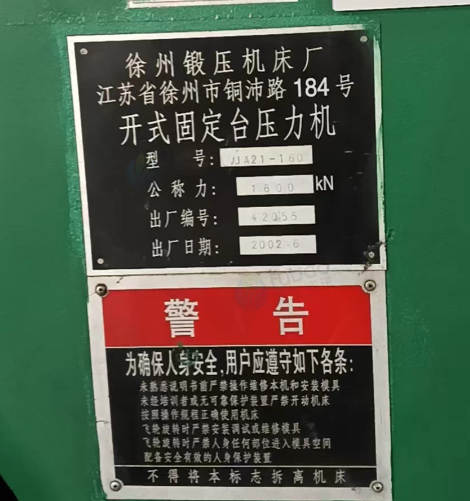 徐州锻压机床厂
江苏省徐州市铜沛路 184 号
开式固定台压力机
型 号: JJA21-160
公称力: 1600 kN
出厂编号: 42055
出厂日期: 2002·6
警 告
为确保人身安全,用户应遵守如下各条:
未熟悉说明书前严禁操作维修本机和安装模具
未经培训者或无可靠保护装置严禁开动机床
按照操作规程正确使用机床
飞轮旋转时严禁安装调试或维修模具
飞轮旋转时严禁人身任何部位进入模具空间
配备安全有效的人身保护装置
不得将本标志拆离机床